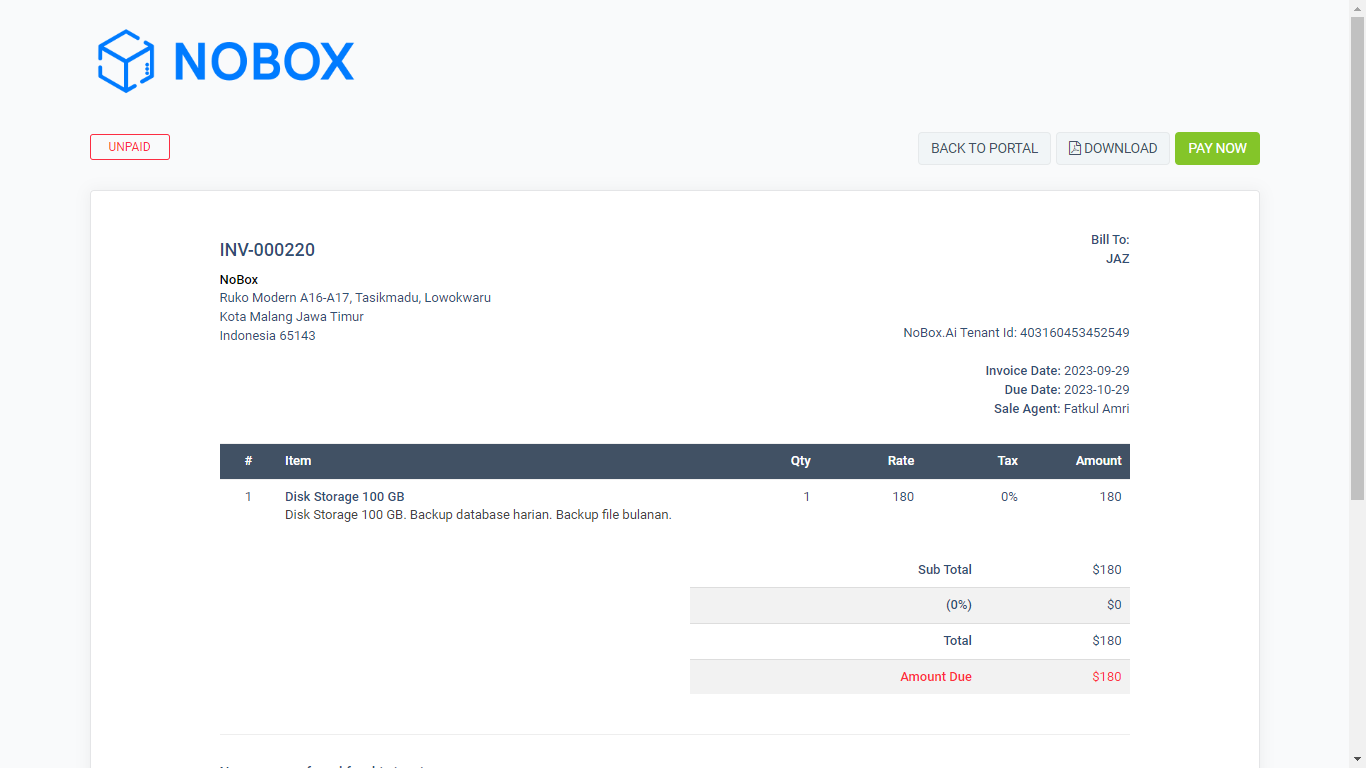 NOBOX
UNPAID
BACK TO PORTAL
DOWNLOAD
PAY NOW
INV-000220
NoBox
Ruko Modern A16-A17, Tasikmadu, Lowokwaru
Kota Malang Jawa Timur
Indonesia 65143
Bill To:
JAZ
NoBox.Ai Tenant Id: 403160453452549
Invoice Date: 2023-09-29
Due Date: 2023-10-29
Sale Agent: Fatkul Amri
# Item Qty Rate Tax Amount
1 Disk Storage 100 GB 1 180 0% 180
Disk Storage 100 GB. Backup database harian. Backup file bulanan.
Sub Total $180
(0%) $0
Total $180
Amount Due $180